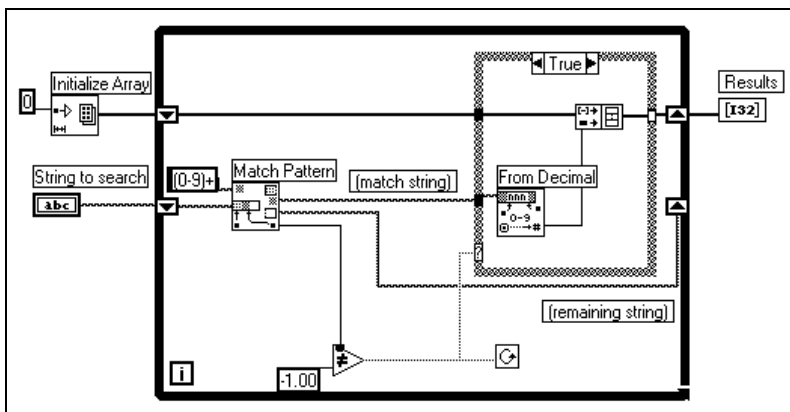 True
Initialize Array
Results
0
[I32]
String to search
(0-9)+
Match Pattern
(match string)
From Decimal
abc
nnn
0-9
#
?
(remaining string)
≠
i
-1.00